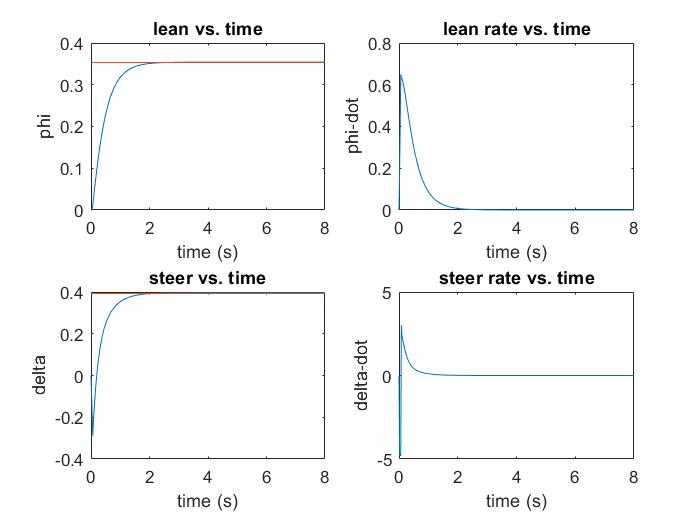 lean vs. time
0.4
0.3
0.2
0.1
0
phi
0 2 4 6 8
time (s)
lean rate vs. time
0.8
0.6
0.4
0.2
0
phi-dot
0 2 4 6 8
time (s)
steer vs. time
0.4
0.2
0
-0.2
-0.4
delta
0 2 4 6 8
time (s)
steer rate vs. time
5
0
-5
delta-dot
0 2 4 6 8
time (s)